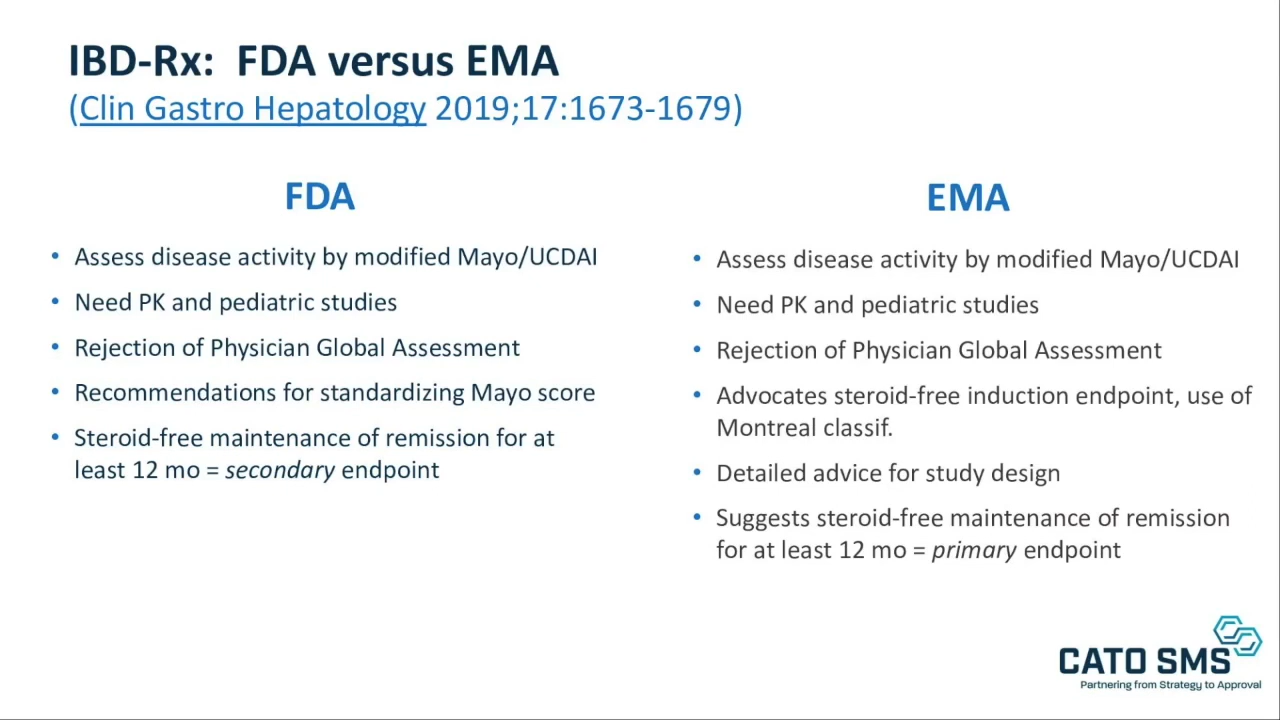 IBD-Rx: FDA versus EMA
(Clin Gastro Hepatology 2019;17:1673-1679)
FDA
• Assess disease activity by modified Mayo/UCDAI
• Need PK and pediatric studies
• Rejection of Physician Global Assessment
• Recommendations for standardizing Mayo score
• Steroid-free maintenance of remission for at
least 12 mo = secondary endpoint
EMA
• Assess disease activity by modified Mayo/UCDAI
• Need PK and pediatric studies
• Rejection of Physician Global Assessment
• Advocates steroid-free induction endpoint, use of
Montreal classif.
• Detailed advice for study design
• Suggests steroid-free maintenance of remission
for at least 12 mo = primary endpoint
CATO SMS
Partnering from Strategy to Approval